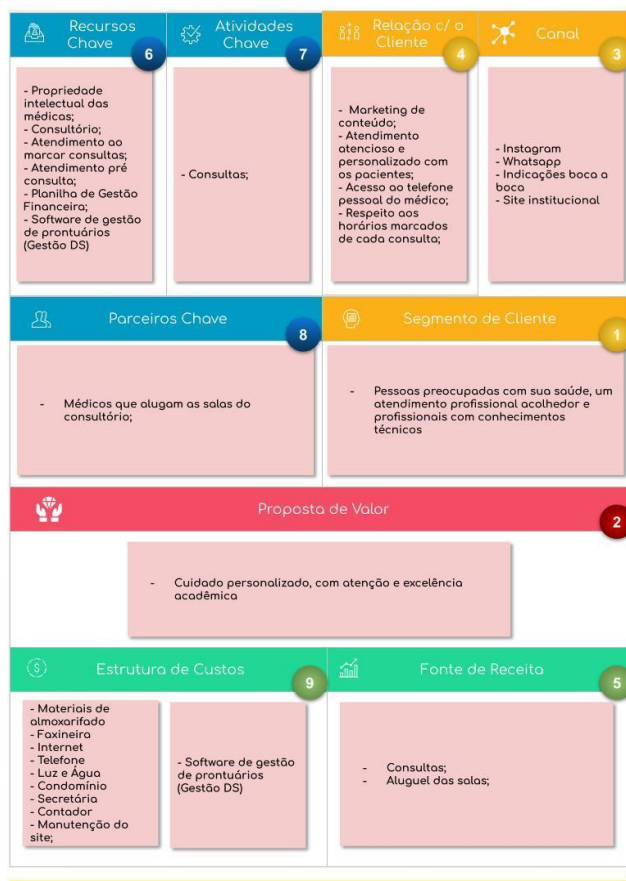 Recursos
Chave
6
- Propriedade
intelectual das
médicas;
- Consultório;
- Atendimento ao
marcar consultas;
- Atendimento pré
consulta;
- Planilha de Gestão
Financeira;
- Software de gestão
de prontuários
(Gestão DS)
Atividades
Chave
7
- Consultas;
Relação c/ o
Cliente
4
- Marketing de
conteúdo;
- Atendimento
atencioso e
personalizado com
os pacientes;
- Acesso ao telefone
pessoal do médico;
- Respeito aos
horários marcados
de cada consulta;
Canal
3
- Instagram
- Whatsapp
- Indicações boca a
boca
- Site institucional
Parceiros Chave
8
- Médicos que alugam as salas do
consultório;
Segmento de Cliente
1
- Pessoas preocupadas com sua saúde, um
atendimento profissional acolhedor e
profissionais com conhecimentos
técnicos
Proposta de Valor
2
- Cuidado personalizado, com atenção e excelência
acadêmica
Estrutura de Custos
9
- Materiais de
almoxarifado
- Faxineira
- Internet
- Telefone
- Luz e Água
- Condomínio
- Secretária
- Contador
- Manutenção do
site;
- Software de gestão
de prontuários
(Gestão DS)
Fonte de Receita
5
- Consultas;
- Aluguel das salas;